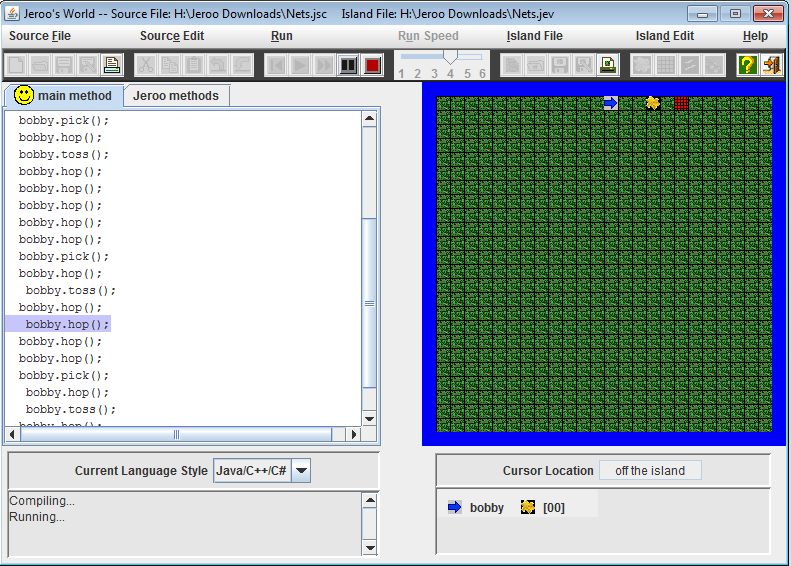 Jeroo's World -- Source File: H:\Jeroo Downloads\Nets.jsc Island File: H:\Jeroo Downloads\Nets.jev
Source File Source Edit Run Run Speed Island File Island Edit Help
1 2 3 4 5 6
main method Jeroo methods
bobby.pick();
bobby.hop();
bobby.toss();
bobby.hop();
bobby.hop();
bobby.hop();
bobby.hop();
bobby.hop();
bobby.pick();
bobby.hop();
bobby.toss();
bobby.hop();
bobby.hop();
bobby.hop();
bobby.hop();
bobby.pick();
bobby.hop();
bobby.toss();
bobby.hop();
Current Language Style Java/C++/C#
Cursor Location off the island
Compiling...
Running...
bobby [00]